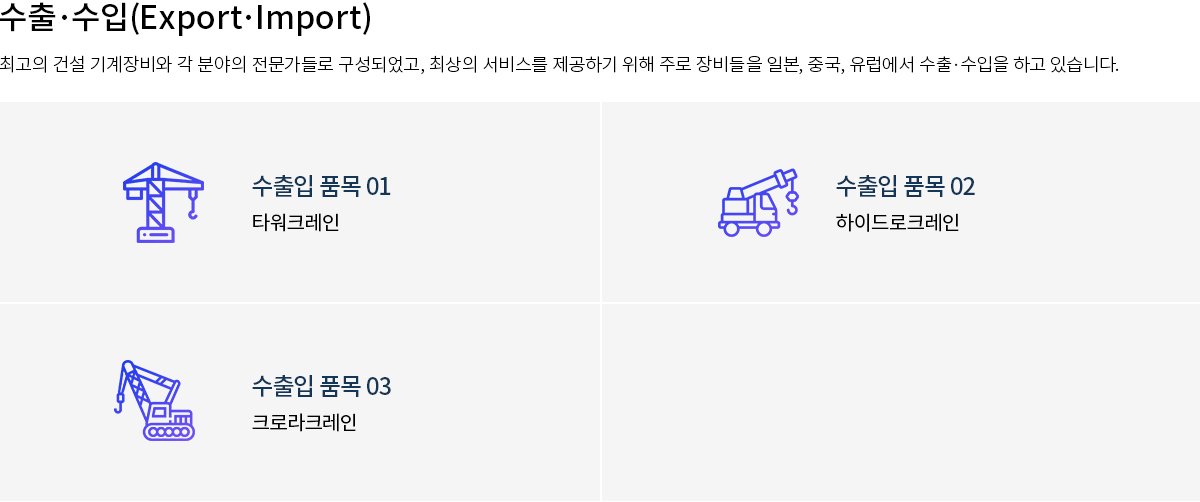 수출·수입(Export·Import)
최고의 건설 기계장비와 각 분야의 전문가들로 구성되었고, 최상의 서비스를 제공하기 위해 주로 장비들을 일본, 중국, 유럽에서 수출·수입을 하고 있습니다.
수출입 품목 01
타워크레인
수출입 품목 02
하이드로크레인
수출입 품목 03
크로라크레인